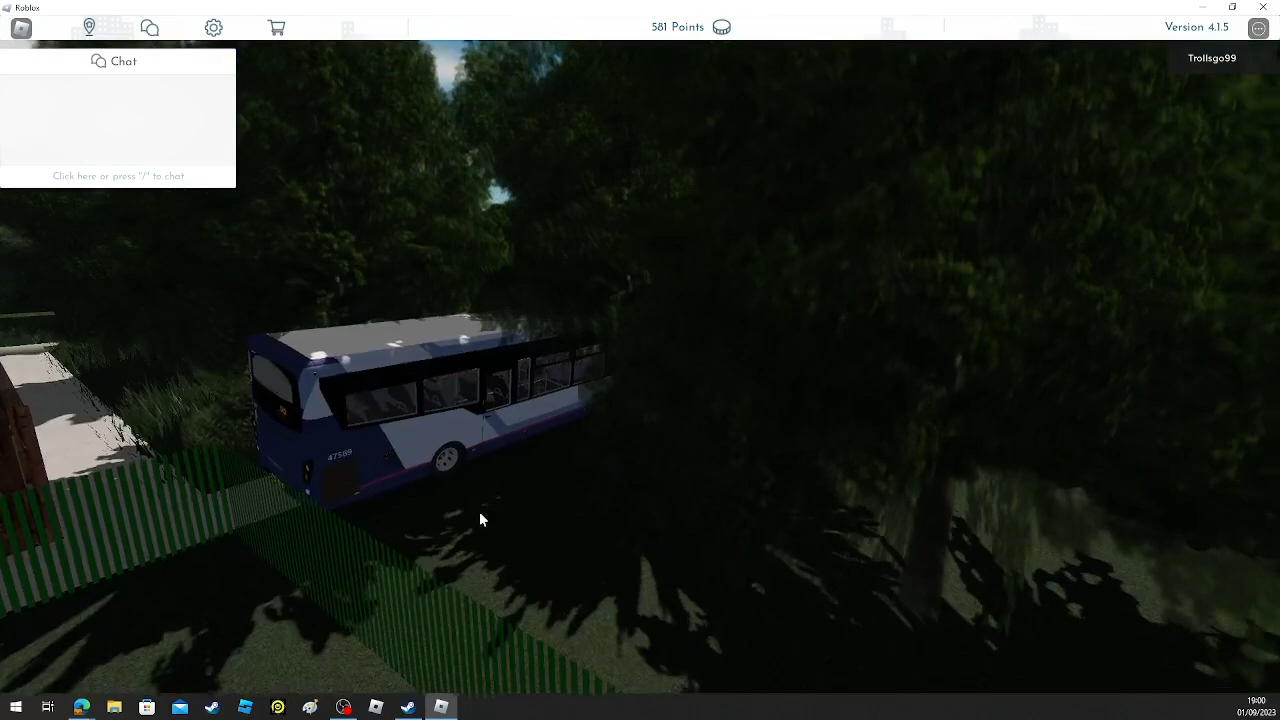 Roblox
581 Points
Version 4.1.5
Chat
Trollsgo99
Click here or press "/" to chat
47589
19:00
01/09/2023